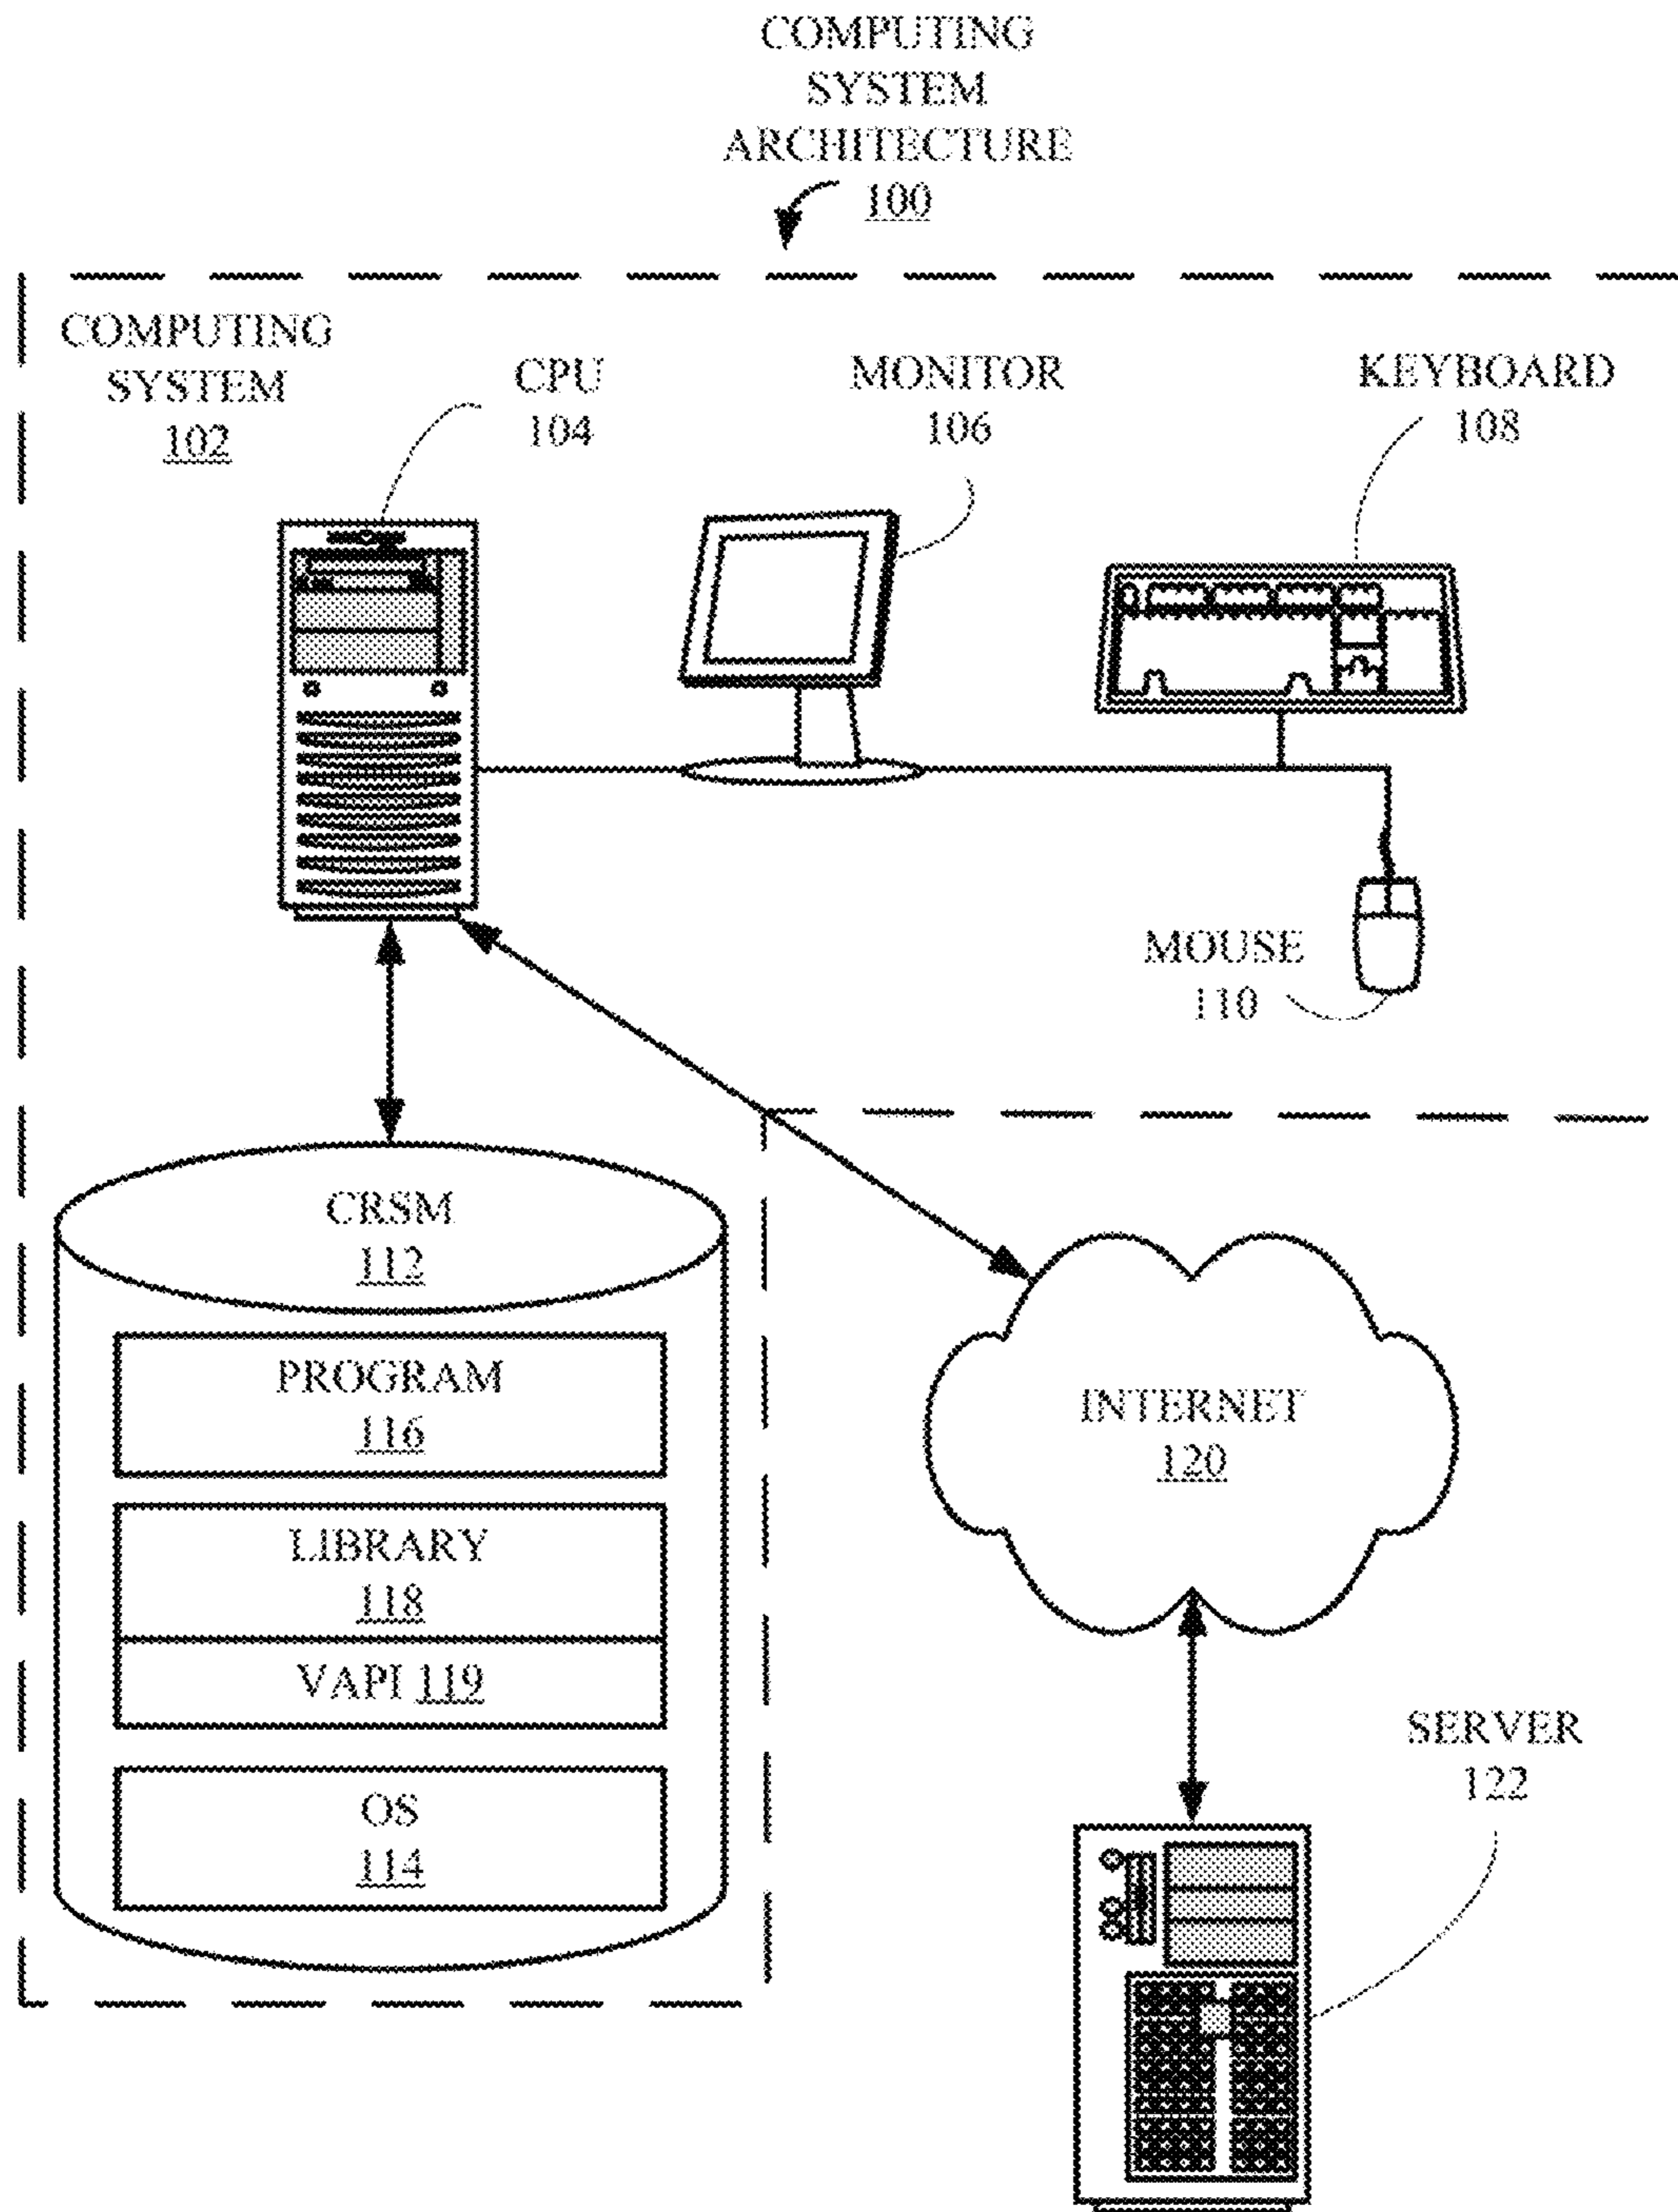 COMPUTING
SYSTEM
ARCHITECTURE
100
COMPUTING
SYSTEM
102
CPU
104
MONITOR
106
KEYBOARD
108
MOUSE
110
CRSM
112
PROGRAM
116
LIBRARY
118
VAPI 119
OS
114
INTERNET
120
SERVER
122